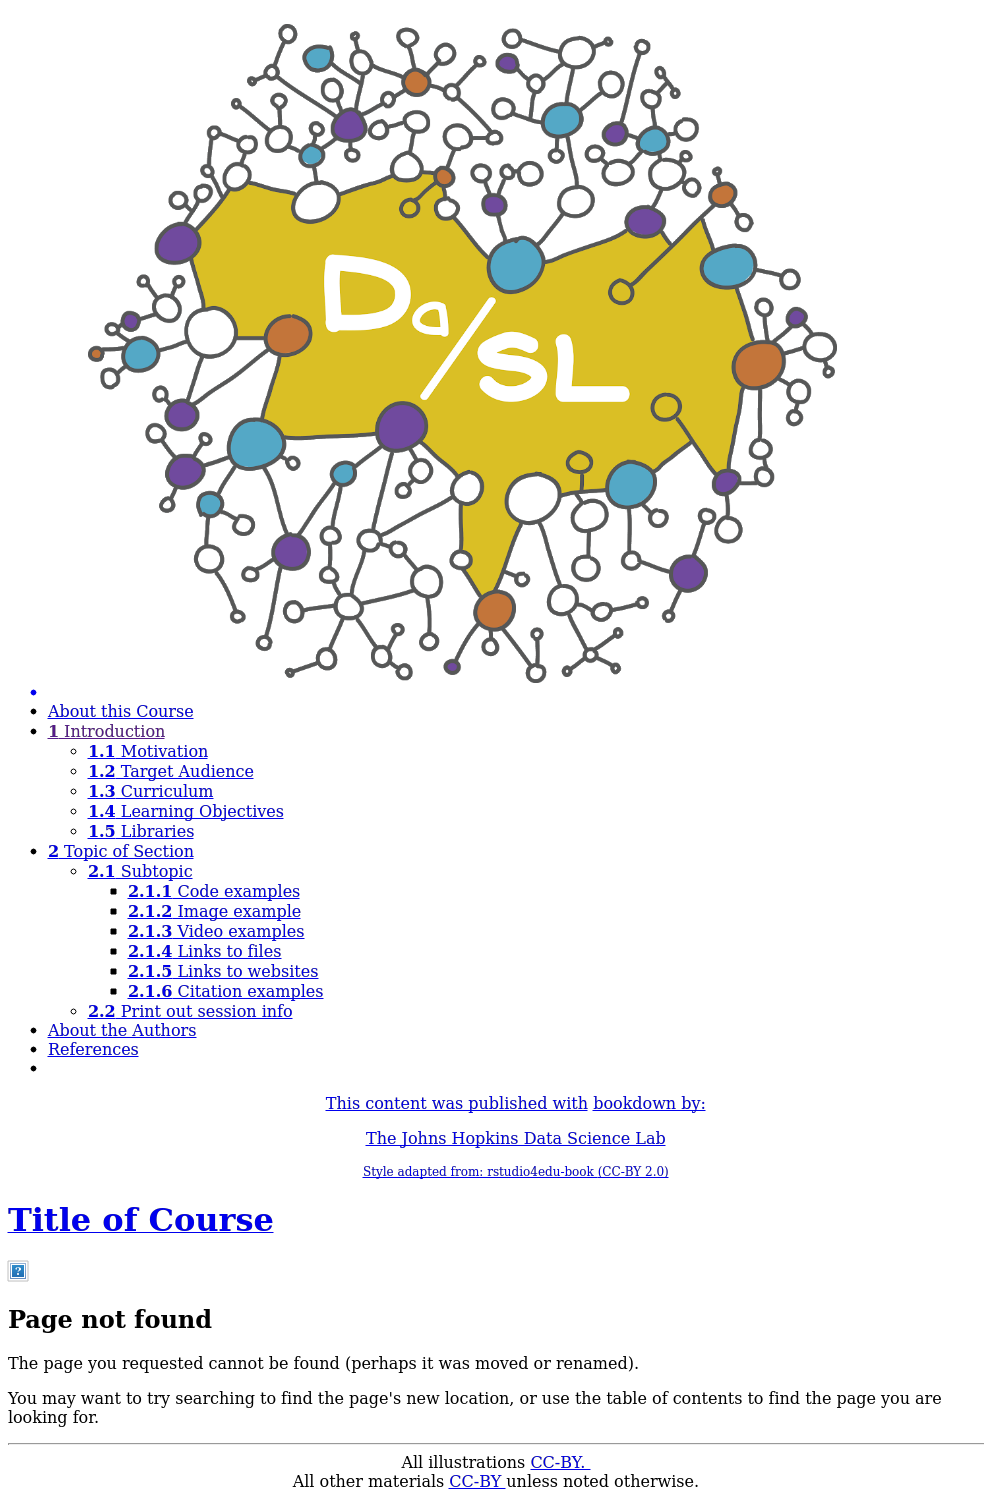 Da/SL
About this Course
1 Introduction
1.1 Motivation
1.2 Target Audience
1.3 Curriculum
1.4 Learning Objectives
1.5 Libraries
2 Topic of Section
2.1 Subtopic
2.1.1 Code examples
2.1.2 Image example
2.1.3 Video examples
2.1.4 Links to files
2.1.5 Links to websites
2.1.6 Citation examples
2.2 Print out session info
About the Authors
References
This content was published with bookdown by:
The Johns Hopkins Data Science Lab
Style adapted from: rstudio4edu-book (CC-BY 2.0)
Title of Course
Page not found
The page you requested cannot be found (perhaps it was moved or renamed).
You may want to try searching to find the page's new location, or use the table of contents to find the page you are
looking for.
All illustrations CC-BY.
All other materials CC-BY unless noted otherwise.